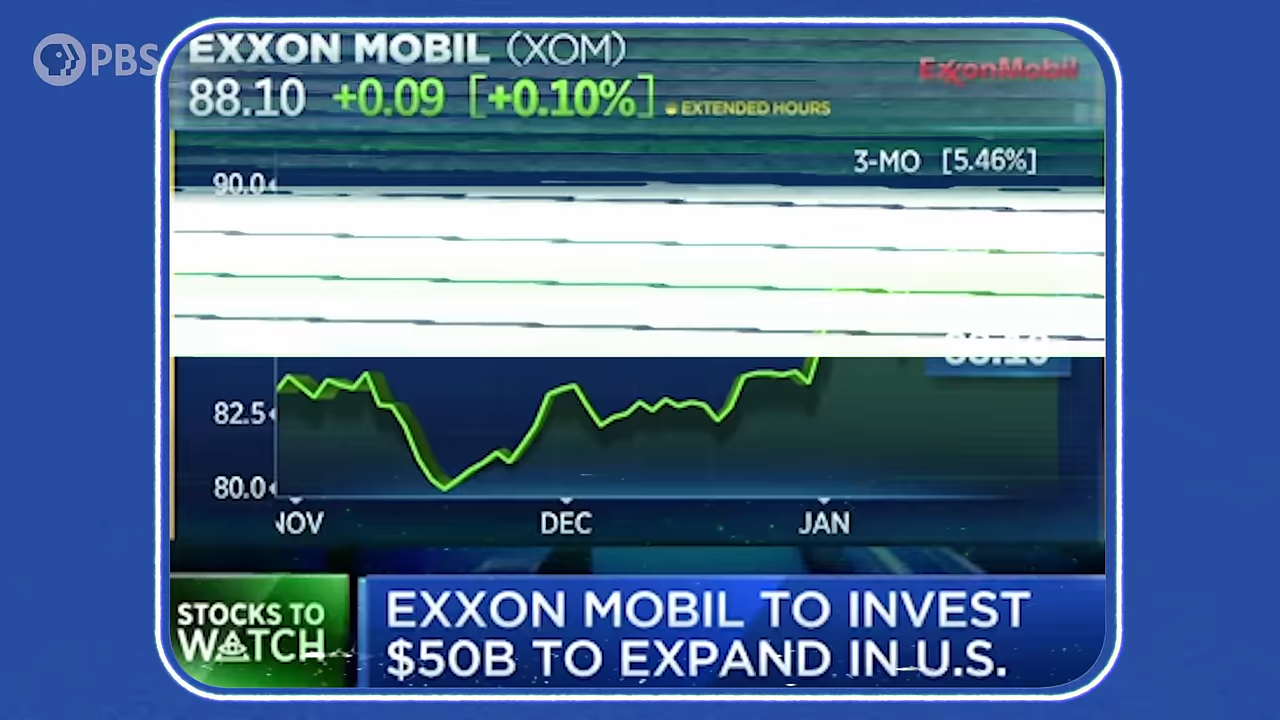 PBS
EXXON MOBIL (XOM)
ExxonMobil
88.10 +0.09 [+0.10%] EXTENDED HOURS
3-MO [5.46%]
90.0
82.5
80.0
NOV DEC JAN
STOCKS TO
WATCH
EXXON MOBIL TO INVEST
$50B TO EXPAND IN U.S.